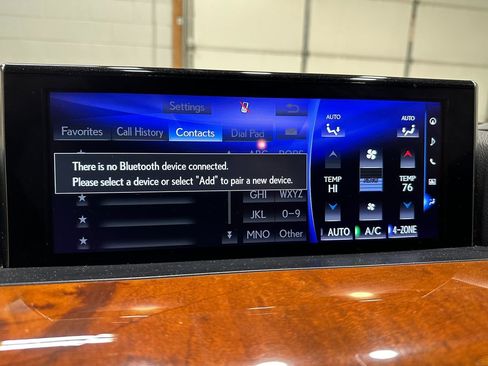 Settings
AUTO
AUTO
Favorites
Call History
Contacts
Dial Pad
ABC
PQRS
There is no Bluetooth device connected.
Please select a device or select "Add" to pair a new device.
TEMP
HI
TEMP
76
GHI
WXYZ
JKL
0-9
MNO
Other
AUTO
A/C
4-ZONE